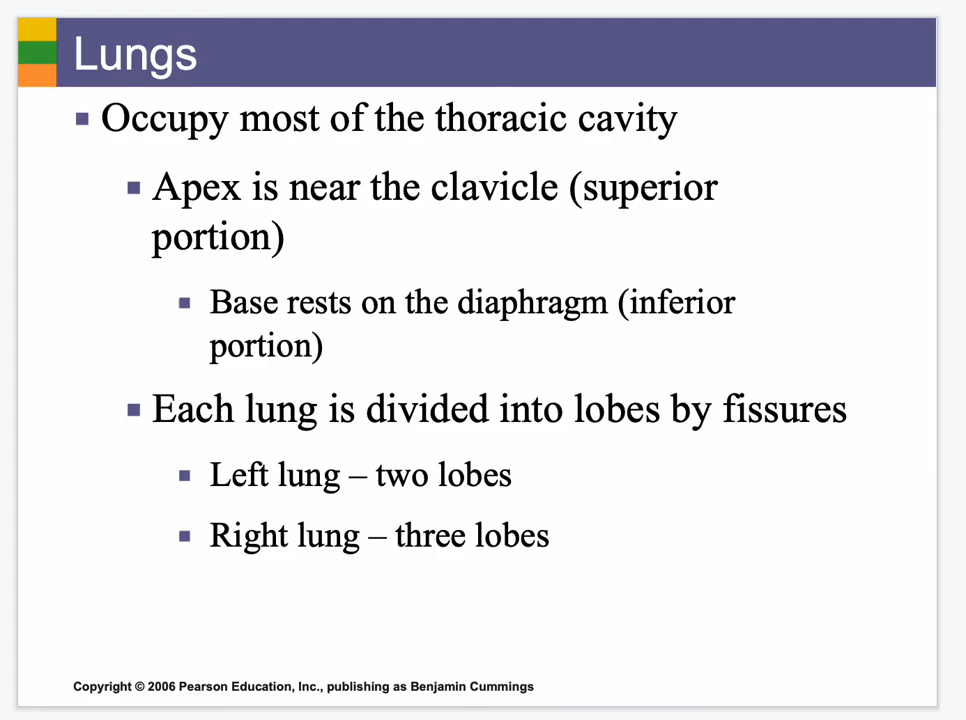 Lungs
Occupy most of the thoracic cavity
Apex is near the clavicle (superior
portion)
Base rests on the diaphragm (inferior
portion)
Each lung is divided into lobes by fissures
Left lung – two lobes
Right lung – three lobes
Copyright © 2006 Pearson Education, Inc., publishing as Benjamin Cummings